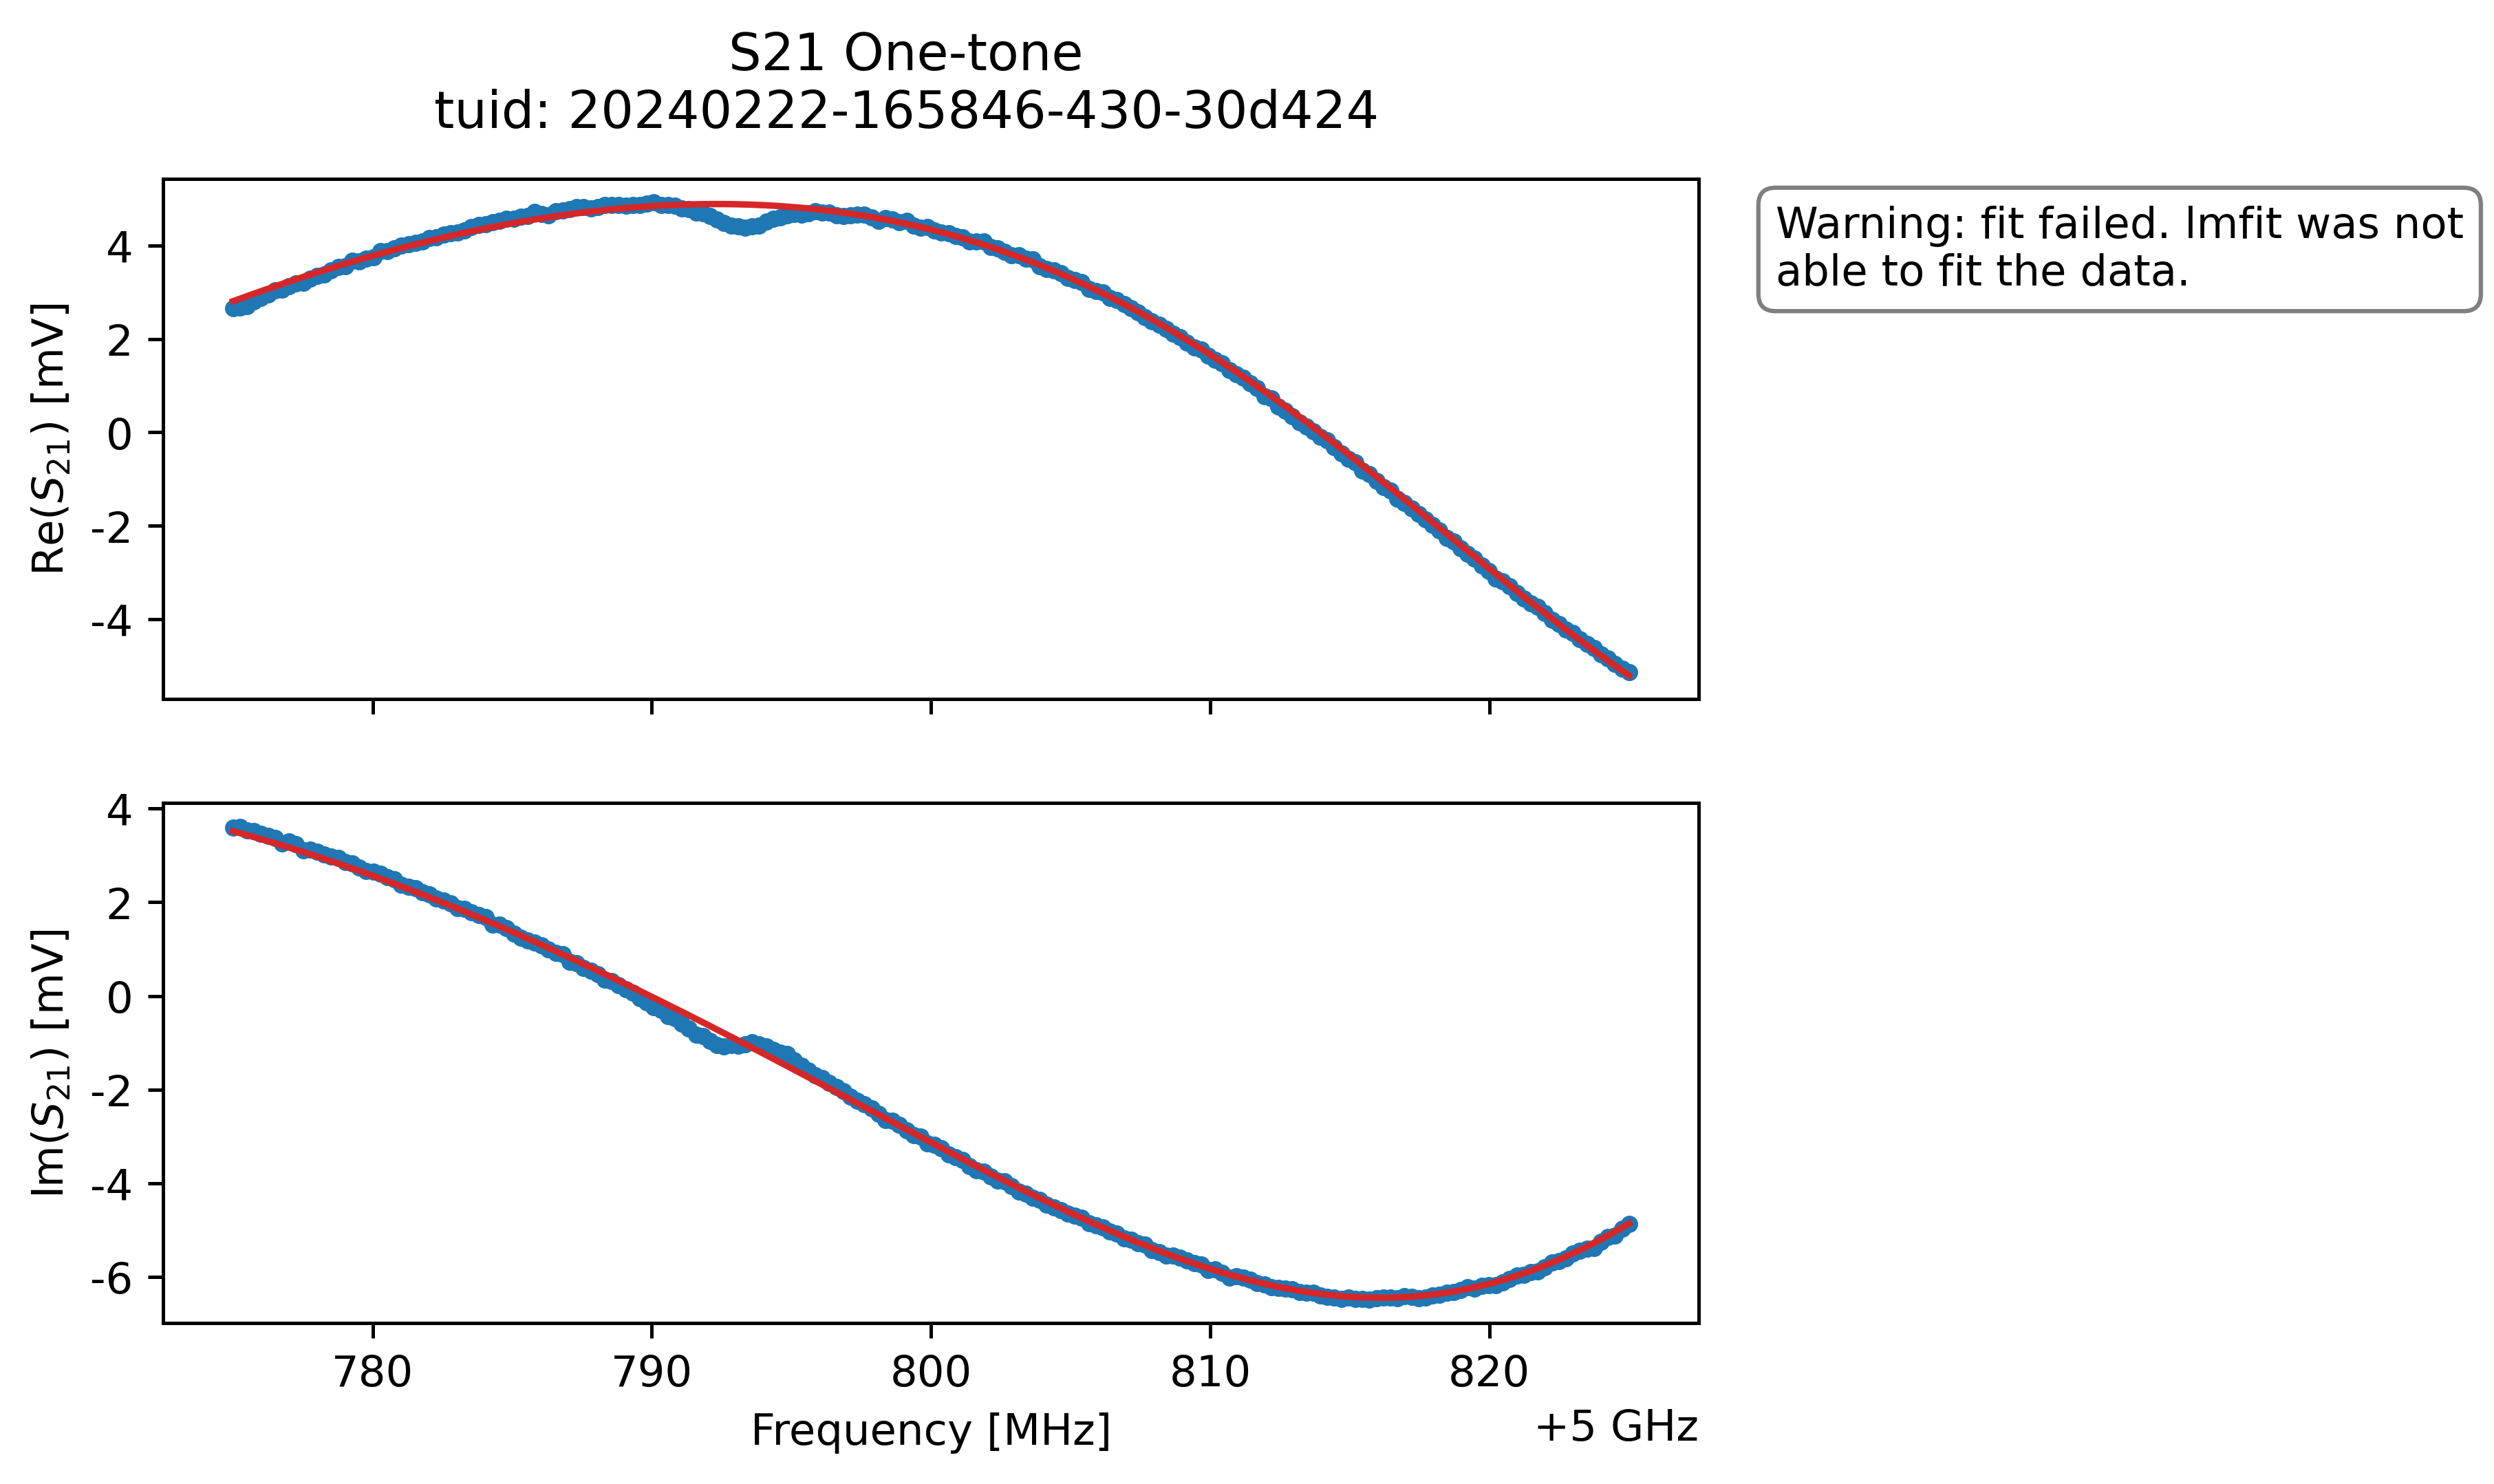 S21 One-tone
tuid: 20240222-165846-430-30d424
Warning: fit failed. lmfit was not
able to fit the data.
Re(S21) [mV]
4
2
0
-2
-4
Im(S21) [mV]
4
2
0
-2
-4
-6
780 790 800 810 820
Frequency [MHz]
+5 GHz